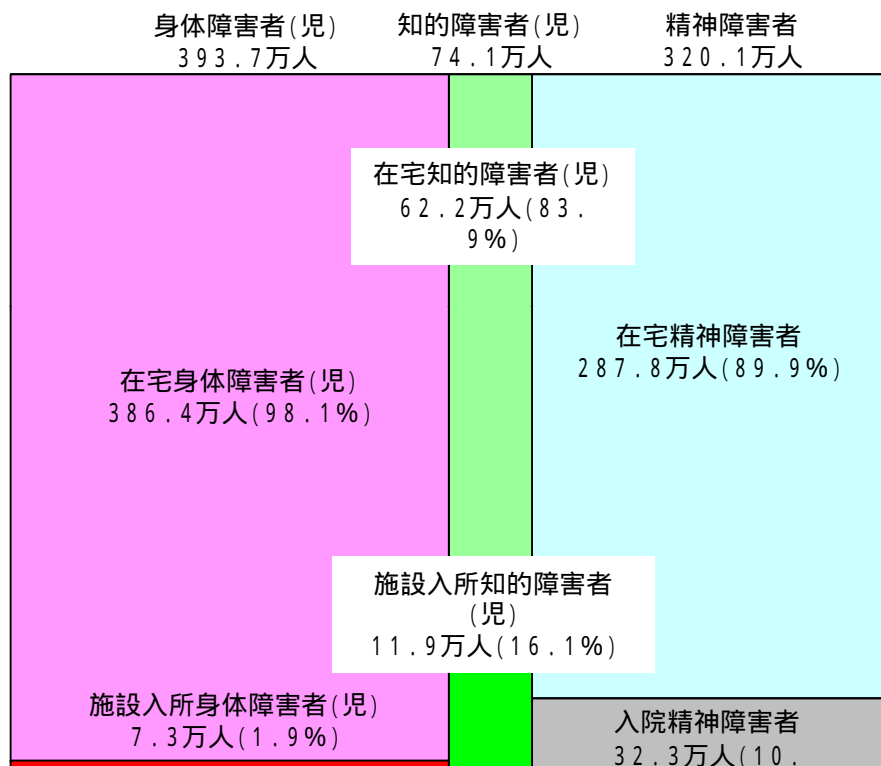 身体障害者(児)
393.7万人
知的障害者(児)
74.1万人
精神障害者
320.1万人
在宅知的障害者(児)
62.2万人(83.
9%)
在宅精神障害者
287.8万人(89.9%)
在宅身体障害者(児)
386.4万人(98.1%)
施設入所知的障害者
(児)
11.9万人(16.1%)
施設入所身体障害者(児)
7.3万人(1.9%)
入院精神障害者
32.3万人(10.